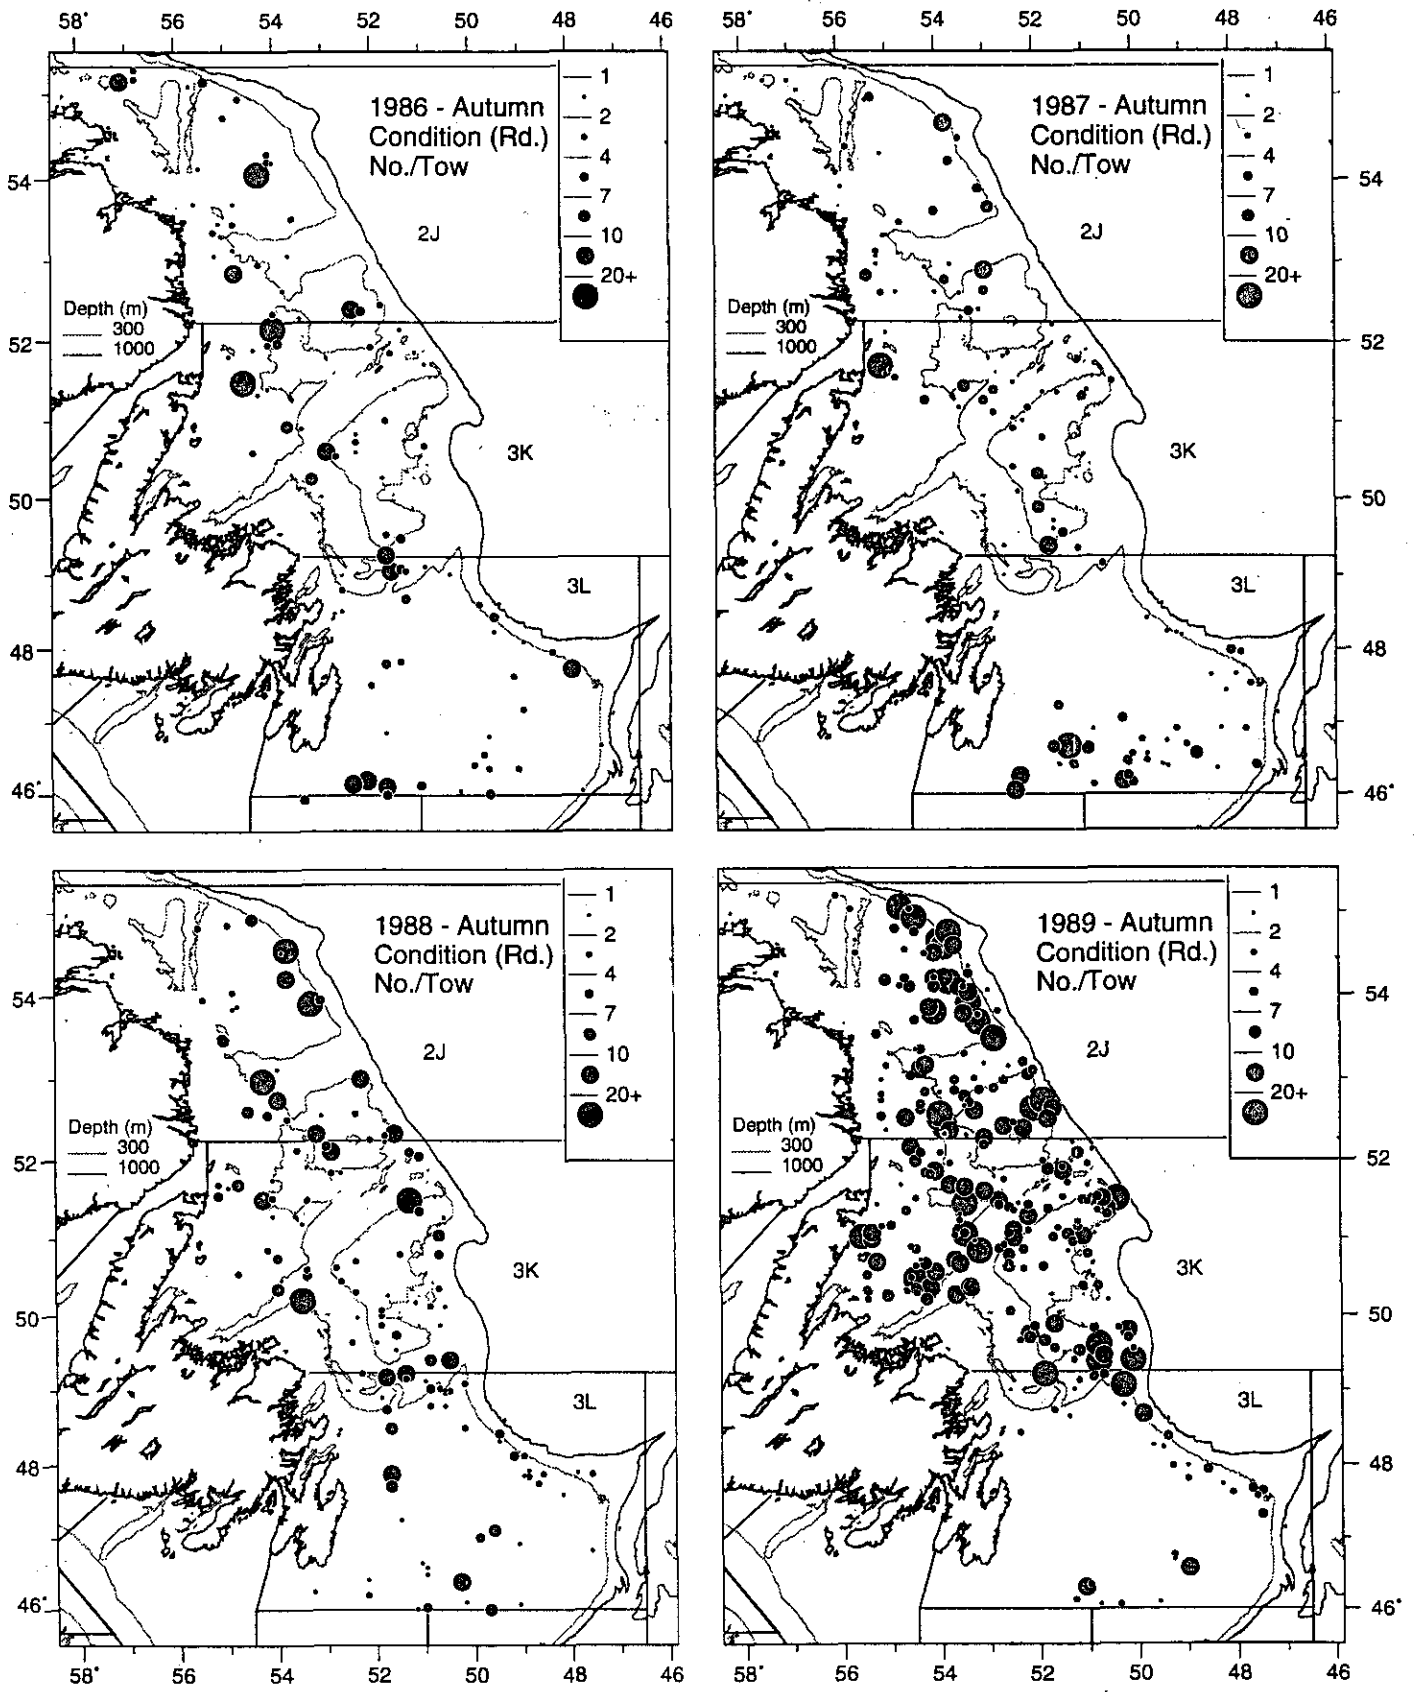 58° 56 54 52 50 48 46
58° 56 54 52 50 48 46
1986 - Autumn
Condition (Rd.)
No./Tow
1
2
4
7
10
20+
2J
Depth (m)
300
1000
3K
3L
54
52
50
48
46°
1987 - Autumn
Condition (Rd.)
No./Tow
1
2
4
7
10
20+
2J
Depth (m)
300
1000
3K
3L
54
52
50
48
46°
1988 - Autumn
Condition (Rd.)
No./Tow
1
2
4
7
10
20+
2J
Depth (m)
300
1000
3K
3L
54
52
50
48
46°
1989 - Autumn
Condition (Rd.)
No./Tow
1
2
4
7
10
20+
2J
Depth (m)
300
1000
3K
3L
54
52
50
48
46°
58° 56 54 52 50 48 46
56 54 52 50 48 46